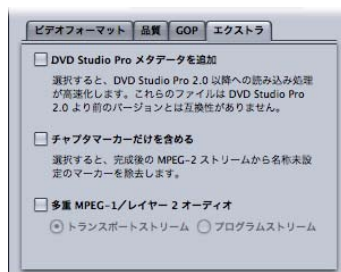 ビデオフォーマット 品質 GOP エクストラ
DVD Studio Pro メタデータを追加
選択すると、DVD Studio Pro 2.0 以降への読み込み処理
が高速化します。これらのファイルは DVD Studio Pro
2.0 より前のバージョンとは互換性がありません。
チャプタマーカーだけを含める
選択すると、完成後の MPEG-2 ストリームから名称未設
定のマーカーを除去します。
多重 MPEG-1/レイヤー 2 オーディオ
トランスポートストリーム プログラムストリーム